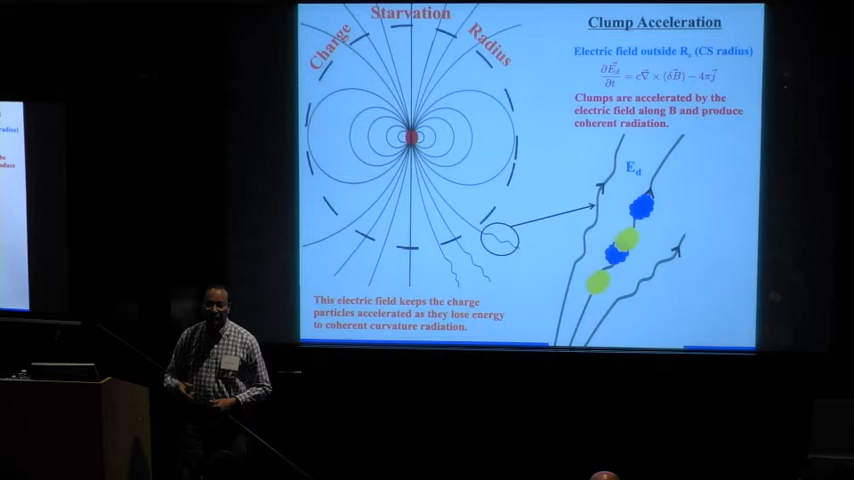 Charge Starvation Radius
Clump Acceleration
Electric field outside R_c (CS radius)
∂E⃗_d/∂t = c∇⃗ × (δB⃗) − 4πj⃗
Clumps are accelerated by the
electric field along B and produce
coherent radiation.
E_d
This electric field keeps the charge
particles accelerated as they lose energy
to coherent curvature radiation.
radius)